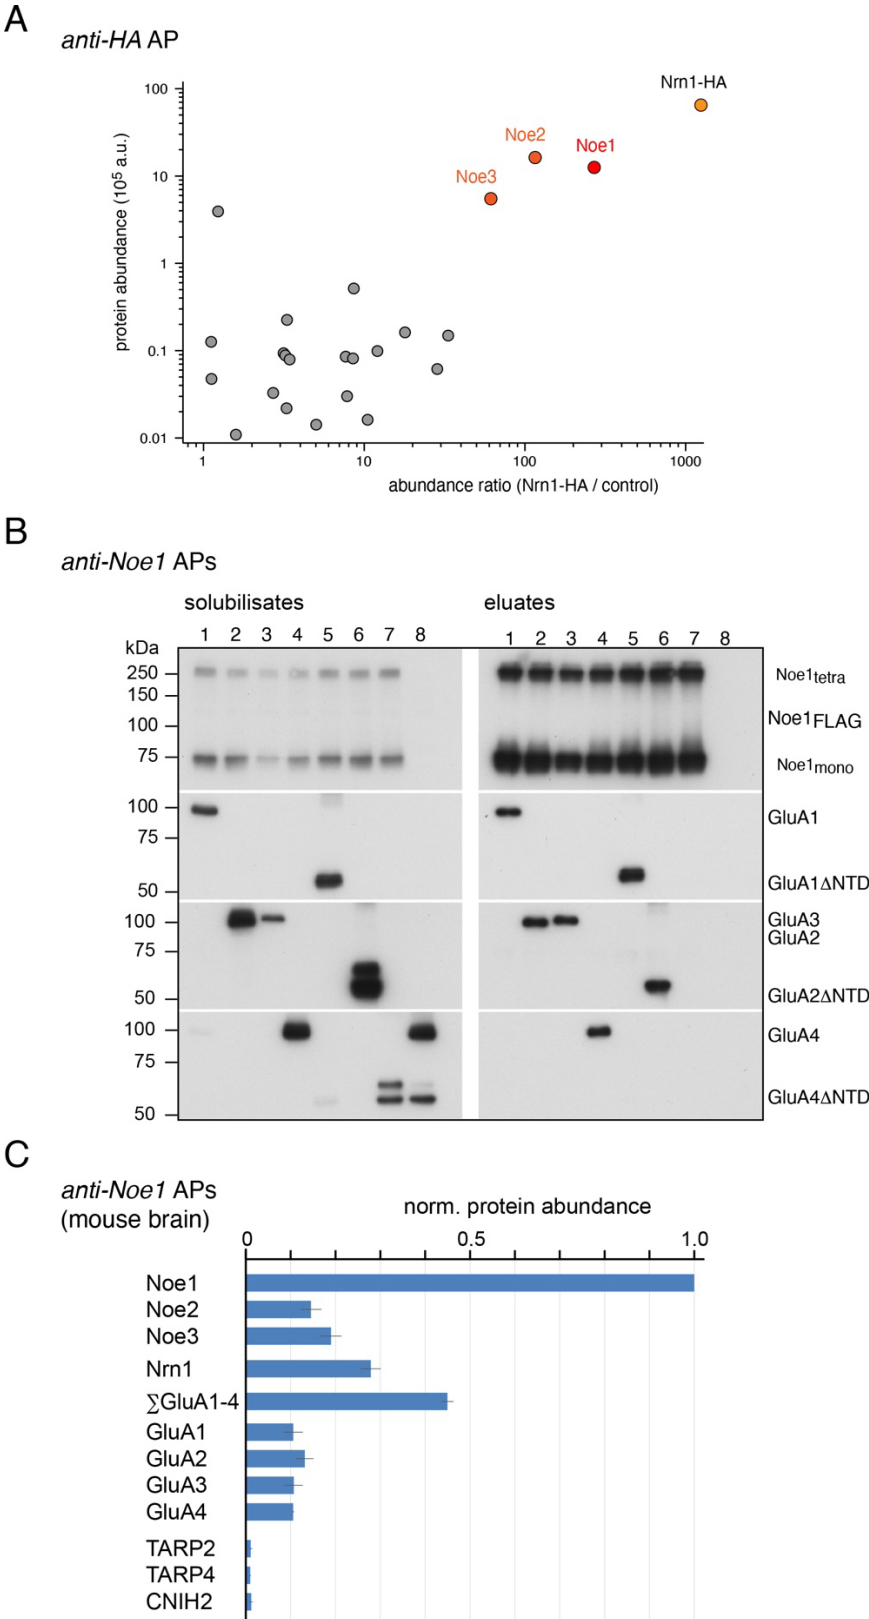 A
anti-HA AP
Nrn1-HA
Noe2
Noe1
Noe3
100
10
1
0.1
0.01
protein abundance (10⁵ a.u.)
1 10 100 1000
abundance ratio (Nrn1-HA / control)
B
anti-Noe1 APs
solubilisates eluates
kDa 1 2 3 4 5 6 7 8 1 2 3 4 5 6 7 8
250 Noe1tetra
150
100 Noe1FLAG
75 Noe1mono
100 GluA1
75
50 GluA1ΔNTD
100 GluA3
GluA2
75
50 GluA2ΔNTD
100 GluA4
75
50 GluA4ΔNTD
C
anti-Noe1 APs
(mouse brain)
norm. protein abundance
0 0.5 1.0
Noe1
Noe2
Noe3
Nrn1
∑GluA1-4
GluA1
GluA2
GluA3
GluA4
TARP2
TARP4
CNIH2